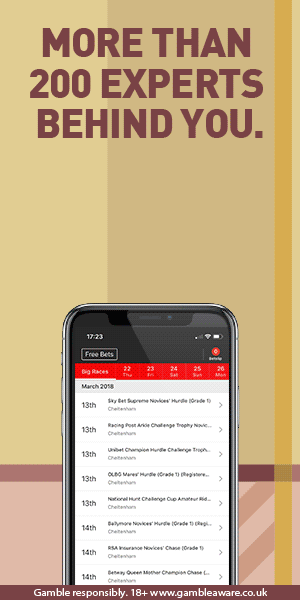 MORE THAN
200 EXPERTS
BEHIND YOU.
17:23
Free Bets
0
Betslip
Big Races
22
Thu
23
Fri
24
Sat
25
Sun
26
Mon
March 2018
13th
Sky Bet Supreme Novices' Hurdle (Grade 1)
Cheltenham
13th
Racing Post Arkle Challenge Trophy Novic...
Cheltenham
13th
Unibet Champion Hurdle Challenge Troph...
Cheltenham
13th
OLBG Mares' Hurdle (Grade 1) (Registere...
Cheltenham
13th
National Hunt Challenge Cup Amateur Rid...
Cheltenham
14th
Ballymore Novices' Hurdle (Grade 1) (Regi...
Cheltenham
14th
RSA Insurance Novices' Chase (Grade 1)
Cheltenham
14th
Betway Queen Mother Champion Chase (...
Cheltenham
Gamble responsibly. 18+ www.gambleaware.co.uk